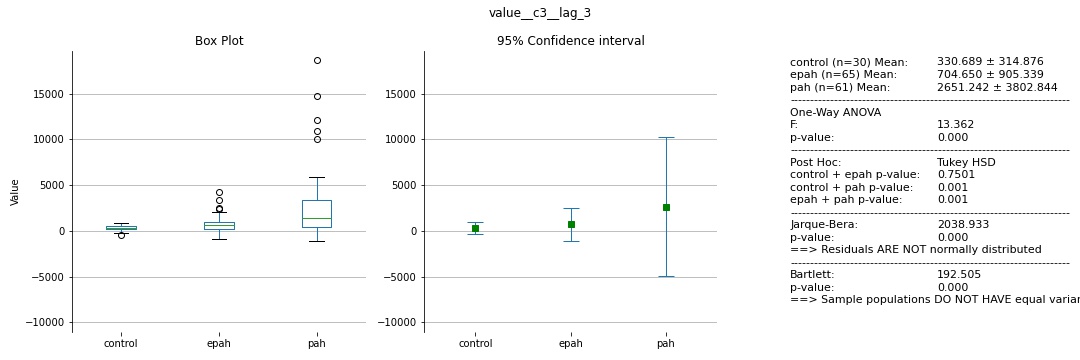 value__c3__lag_3
Box Plot
95% Confidence interval
Value
15000
10000
5000
0
−5000
−10000
control
epah
pah
15000
10000
5000
0
−5000
−10000
control
epah
pah
control (n=30) Mean: 330.689 ± 314.876
epah (n=65) Mean: 704.650 ± 905.339
pah (n=61) Mean: 2651.242 ± 3802.844
One-Way ANOVA
F: 13.362
p-value: 0.000
Post Hoc: Tukey HSD
control + epah p-value: 0.7501
control + pah p-value: 0.001
epah + pah p-value: 0.001
Jarque-Bera: 2038.933
p-value: 0.000
==> Residuals ARE NOT normally distributed
Bartlett: 192.505
p-value: 0.000
==> Sample populations DO NOT HAVE equal varian